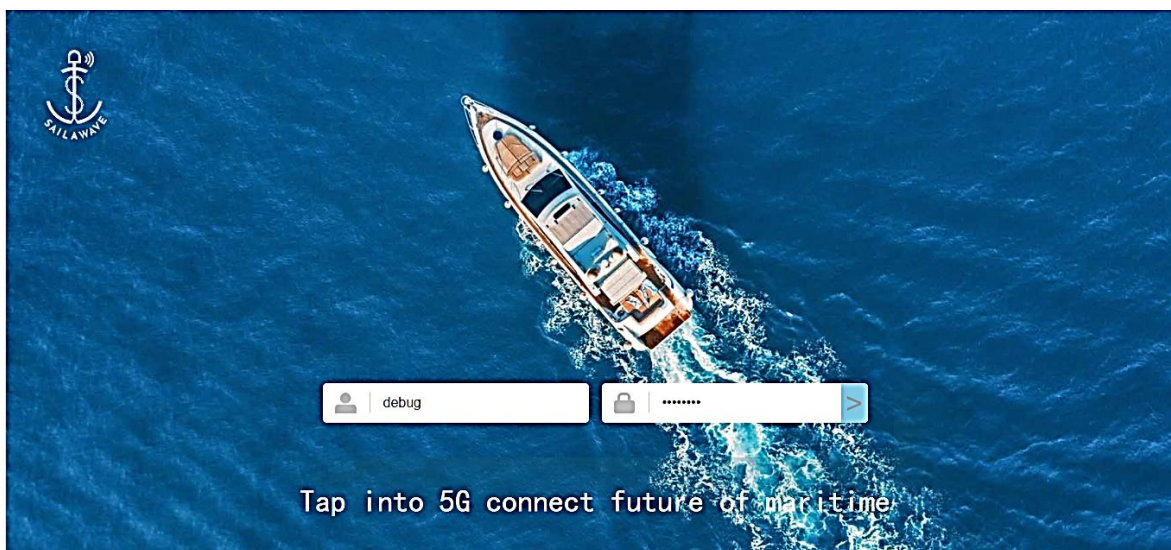 SAILAWAVE
debug
••••••••
>
Tap into 5G connect future of maritime